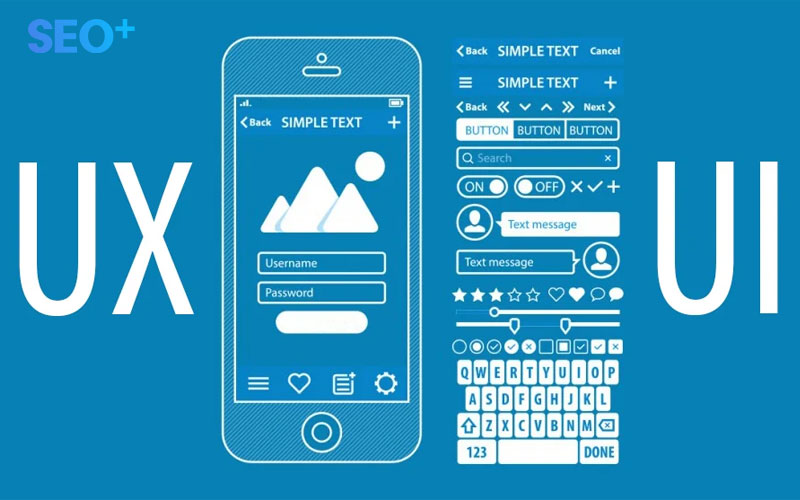 SEO+
UX
Back SIMPLE TEXT
Username
Password
Back SIMPLE TEXT Cancel
SIMPLE TEXT
Back Next
BUTTON BUTTON BUTTON
Search
ON OFF
Text message
Text message
Q W E R T Y U I O P
A S D F G H J K L
Z X C V B N M
123 DONE
UI